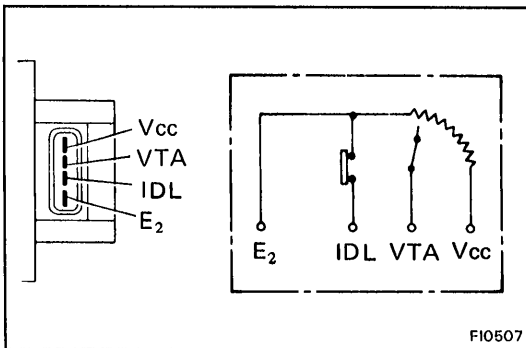 Vcc
VTA
IDL
E2
E2 IDL VTA Vcc
FI0507